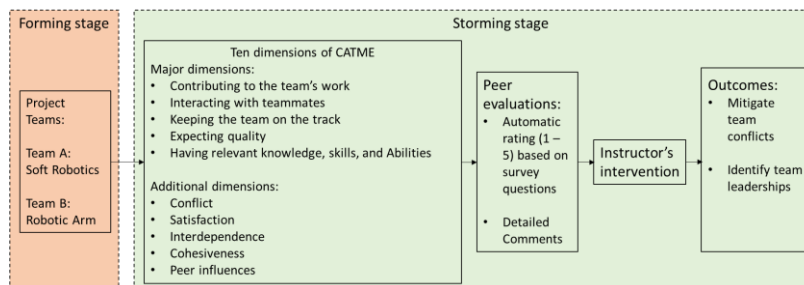 Forming stage
Storming stage
Project
Teams:
Team A:
Soft Robotics
Team B:
Robotic Arm
Ten dimensions of CATME
Major dimensions:
• Contributing to the team's work
• Interacting with teammates
• Keeping the team on the track
• Expecting quality
• Having relevant knowledge, skills, and Abilities
Additional dimensions:
• Conflict
• Satisfaction
• Interdependence
• Cohesiveness
• Peer influences
Peer
evaluations:
• Automatic
rating (1 –
5) based on
survey
questions
• Detailed
Comments
Instructor's
intervention
Outcomes:
• Mitigate
team
conflicts
• Identify team
leaderships